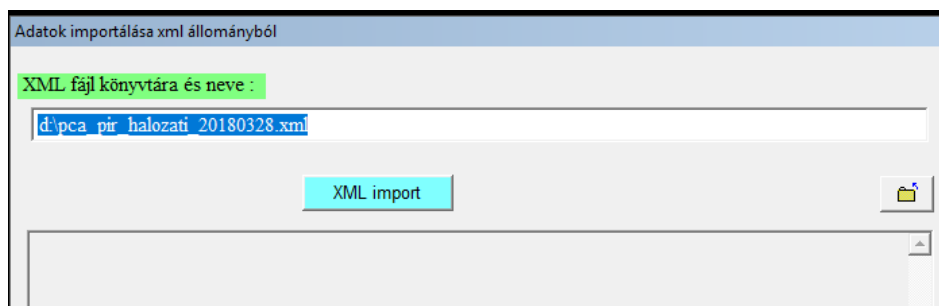 Adatok importálása xml állományból
XML fájl könyvtára és neve :
d:\pca_pir_halozati_20180328.xml
XML import